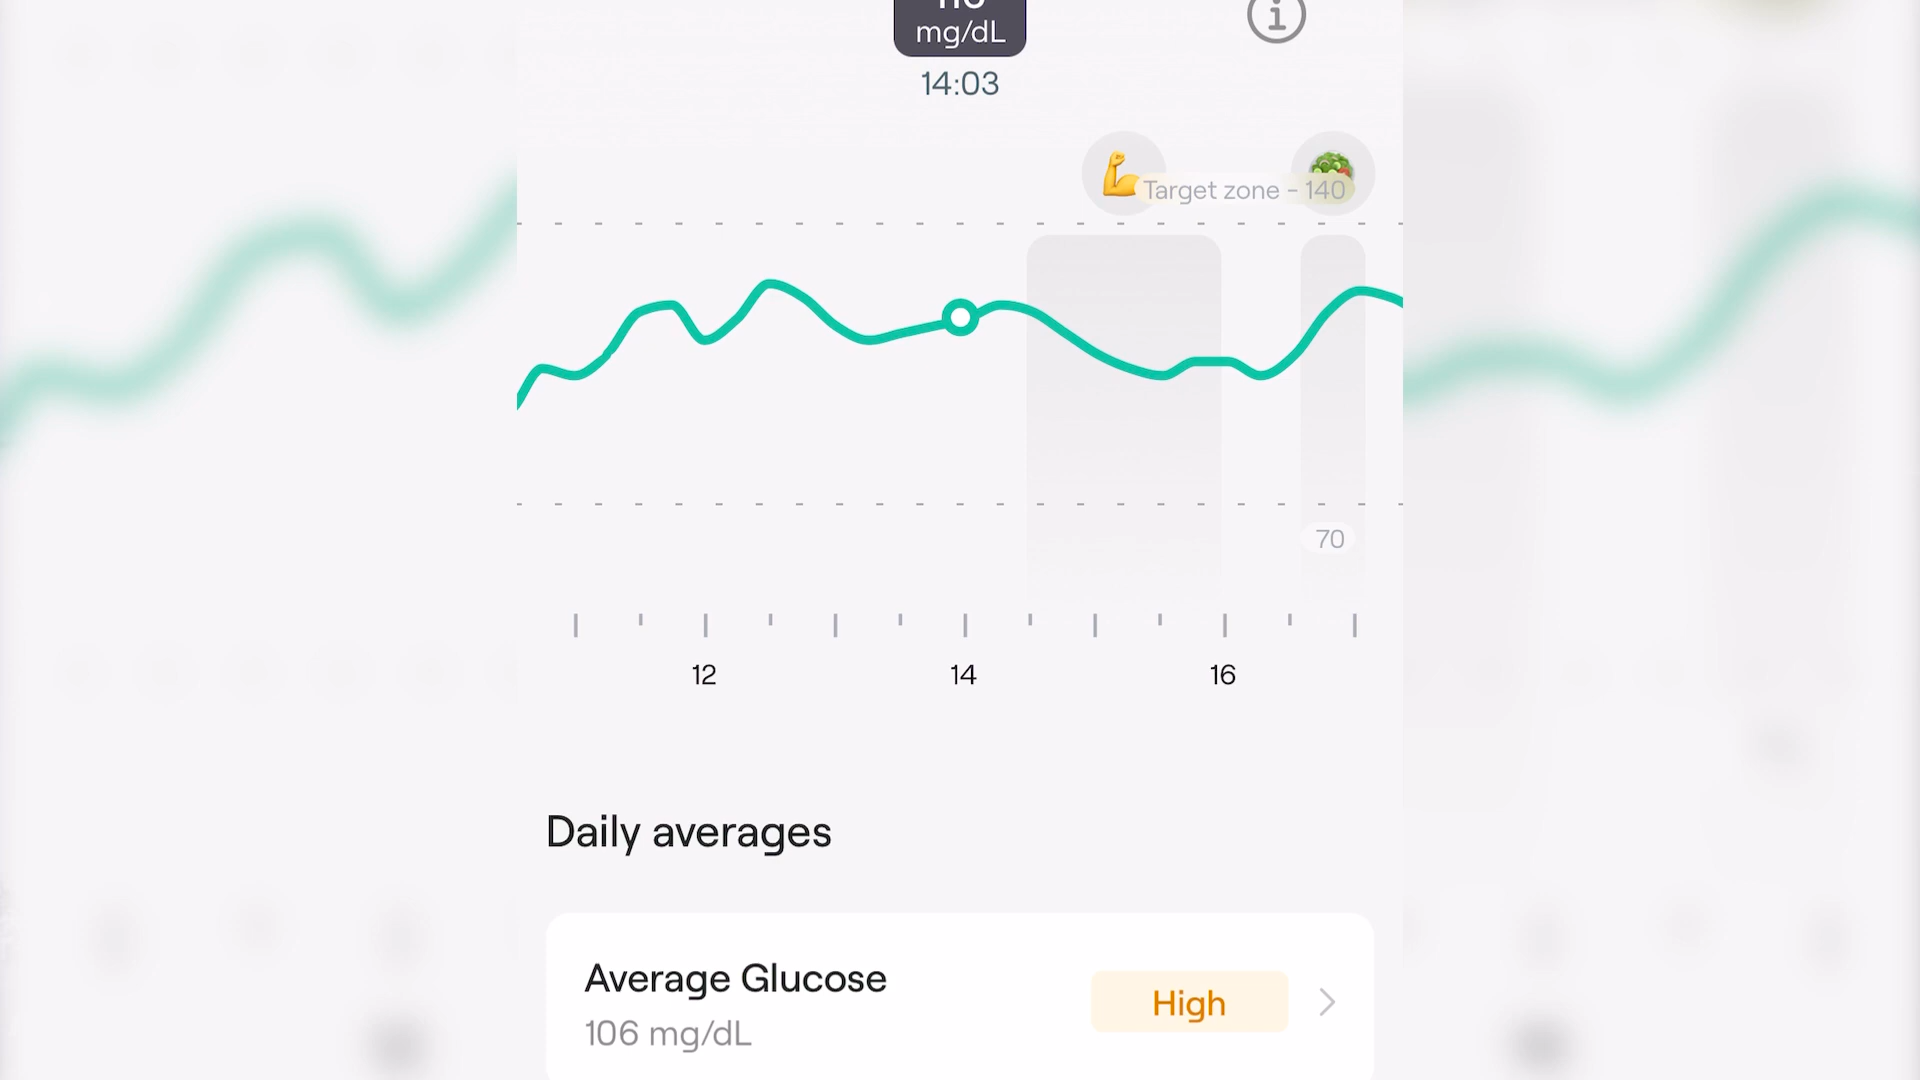 mg/dL
14:03
Target zone - 140
70
12 14 16
Daily averages
Average Glucose
High
106 mg/dL